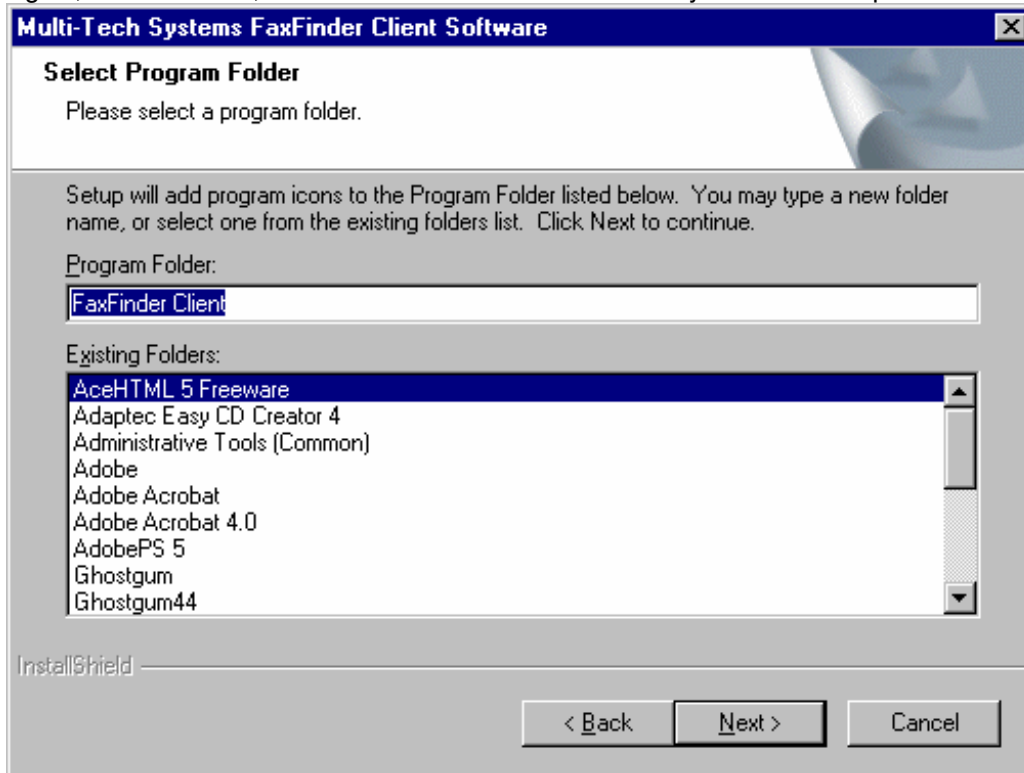 Multi-Tech Systems FaxFinder Client Software
Select Program Folder
Please select a program folder.
Setup will add program icons to the Program Folder listed below. You may type a new folder
name, or select one from the existing folders list. Click Next to continue.
Program Folder:
FaxFinder Client
Existing Folders:
AceHTML 5 Freeware
Adaptec Easy CD Creator 4
Administrative Tools (Common)
Adobe
Adobe Acrobat
Adobe Acrobat 4.0
AdobePS 5
Ghostgum
Ghostgum44
InstallShield
< Back
Next >
Cancel